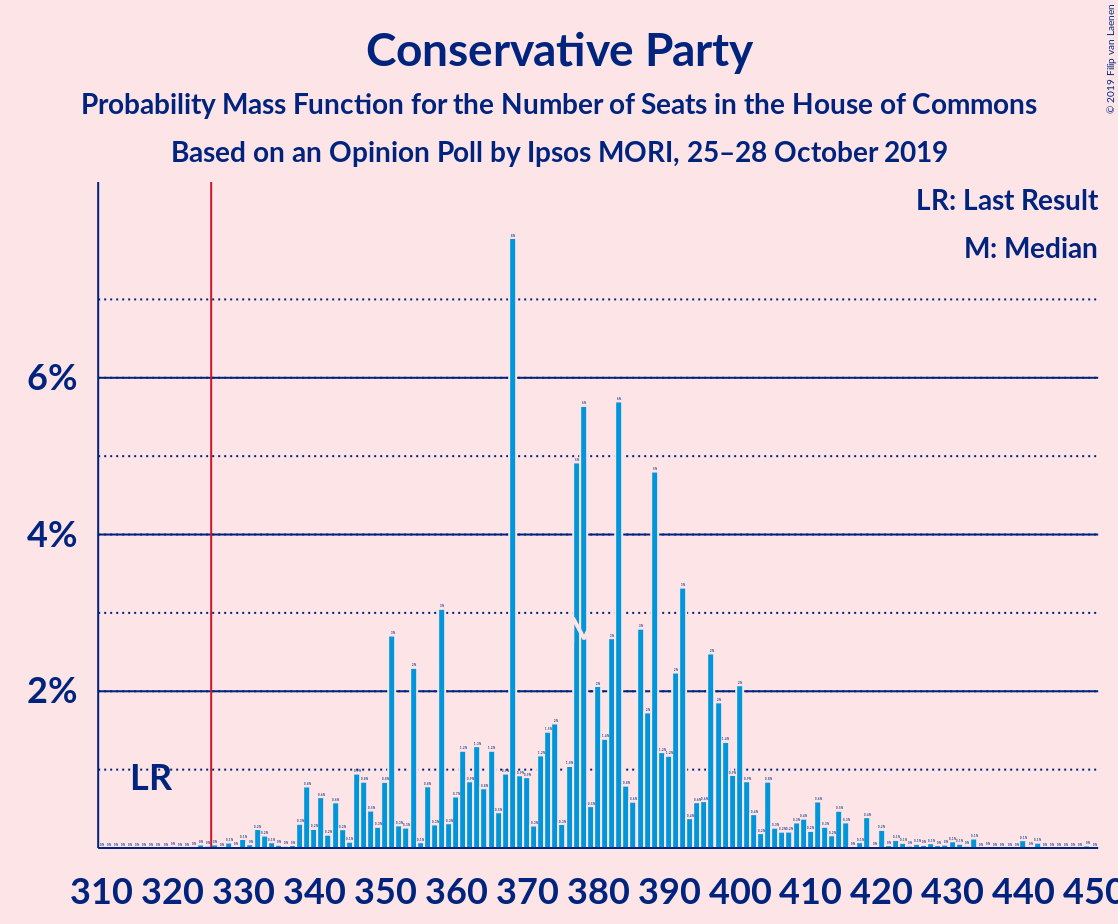 Conservative Party
Probability Mass Function for the Number of Seats in the House of Commons
Based on an Opinion Poll by Ipsos MORI, 25–28 October 2019
© 2019 Filip van Laenen
LR: Last Result
M: Median
6%
4%
2%
LR
310 320 330 340 350 360 370 380 390 400 410 420 430 440 450